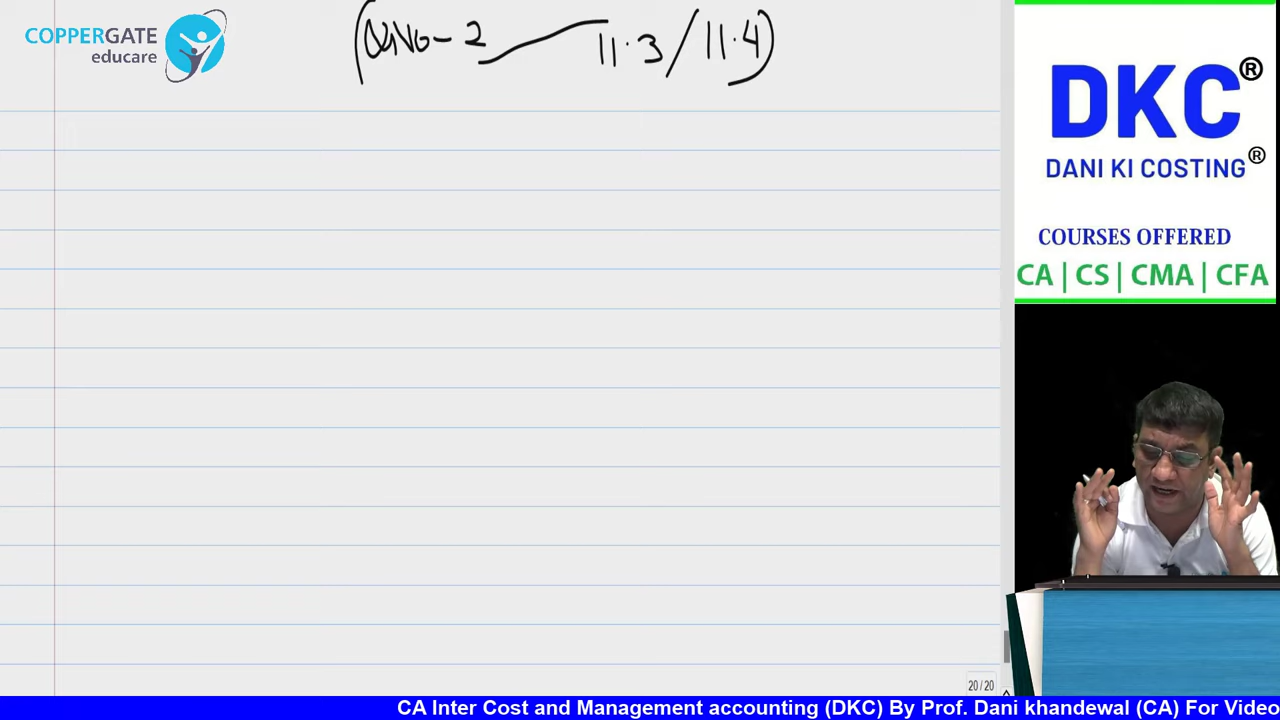 COPPERGATE
educare
(Q.No-2 11.3/11.4)
DKC®
DANI KI COSTING®
COURSES OFFERED
CA | CS | CMA | CFA
20/20
CA Inter Cost and Management accounting (DKC) By Prof. Dani khandewal (CA) For Video